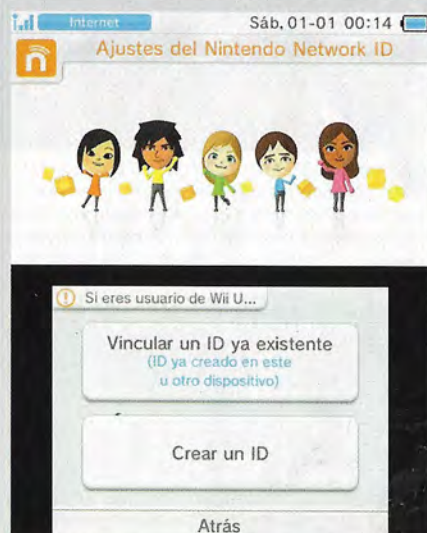 Internet
Sáb, 01-01 00:14
Ajustes del Nintendo Network ID
Si eres usuario de Wii U...
Vincular un ID ya existente
(ID ya creado en este
u otro dispositivo)
Crear un ID
Atrás